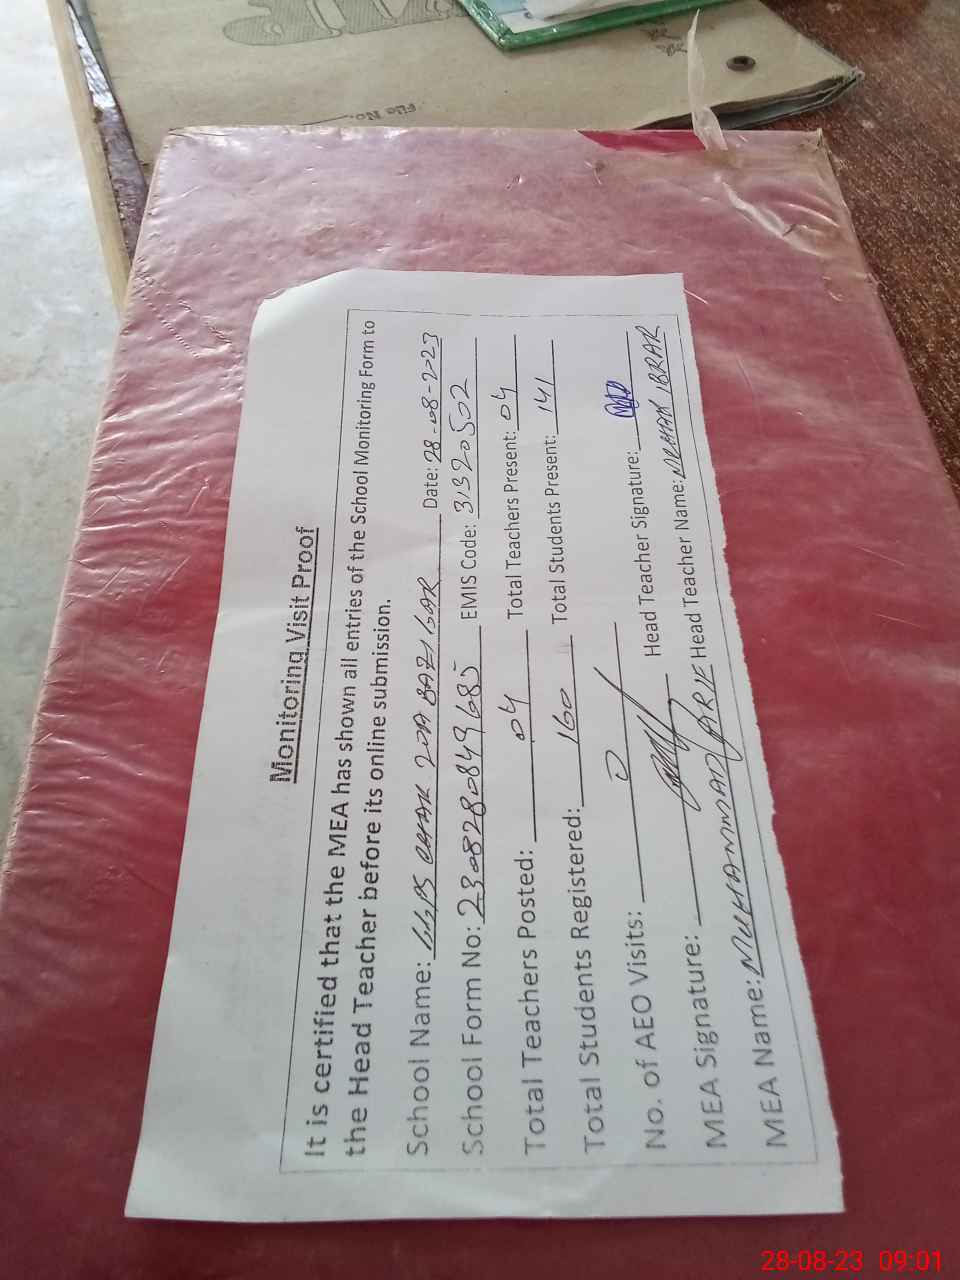 File No.
Monitoring Visit Proof
It is certified that the MEA has shown all entries of the School Monitoring Form to
the Head Teacher before its online submission.
School Name: GGPS CHAK 20A BAZIGAR Date: 28-08-2023
School Form No: 2308280849685 EMIS Code: 31320502
Total Teachers Posted: 04 Total Teachers Present: 04
Total Students Registered: 160 Total Students Present: 141
No. of AEO Visits: 0
MEA Signature: Head Teacher Signature:
MEA Name: MUHAMMAD ARIF Head Teacher Name: IBRAR
28-08-23 09:01